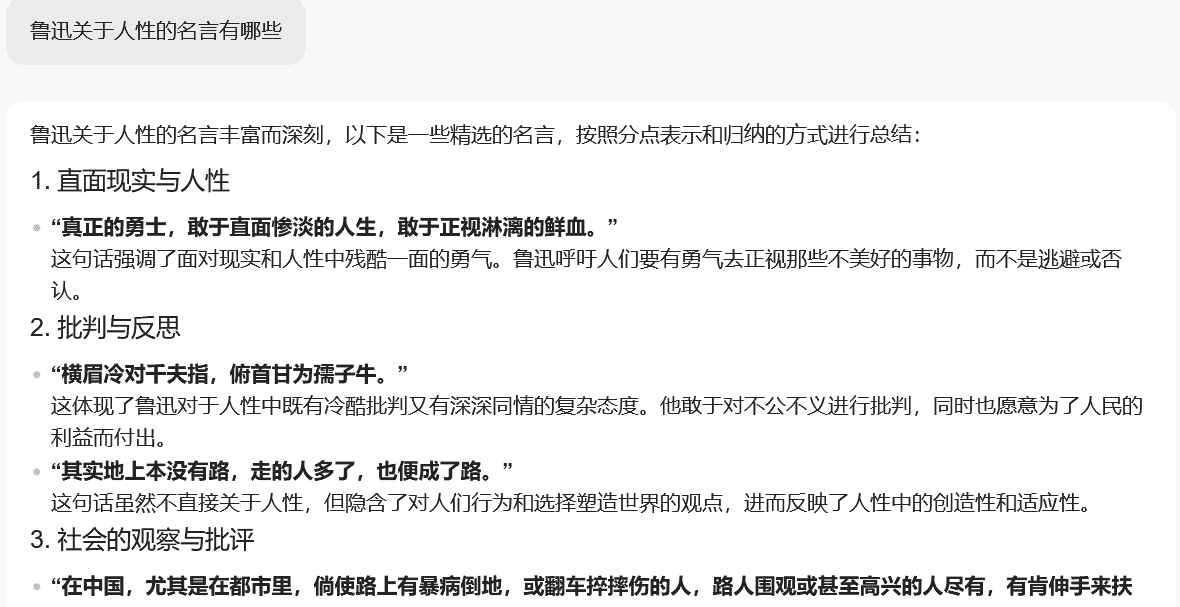 鲁迅关于人性的名言有哪些
鲁迅关于人性的名言丰富而深刻，以下是一些精选的名言，按照分点表示和归纳的方式进行总结：
1. 直面现实与人性
“真正的勇士，敢于直面惨淡的人生，敢于正视淋漓的鲜血。”
这句话强调了面对现实和人性中残酷一面的勇气。鲁迅呼吁人们要有勇气去正视那些不美好的事物，而不是逃避或否
认。
2. 批判与反思
“横眉冷对千夫指，俯首甘为孺子牛。”
这体现了鲁迅对于人性中既有冷酷批判又有深深同情的复杂态度。他敢于对不公不义进行批判，同时也愿意为了人民的
利益而付出。
“其实地上本没有路，走的人多了，也便成了路。”
这句话虽然不直接关于人性，但隐含了对人们行为和选择塑造世界的观点，进而反映了人性中的创造性和适应性。
3. 社会的观察与批评
“在中国，尤其是在都市里，倘使路上有暴病倒地，或翻车摔摔伤的人，路人围观或甚至高兴的人尽有，有肯伸手来扶